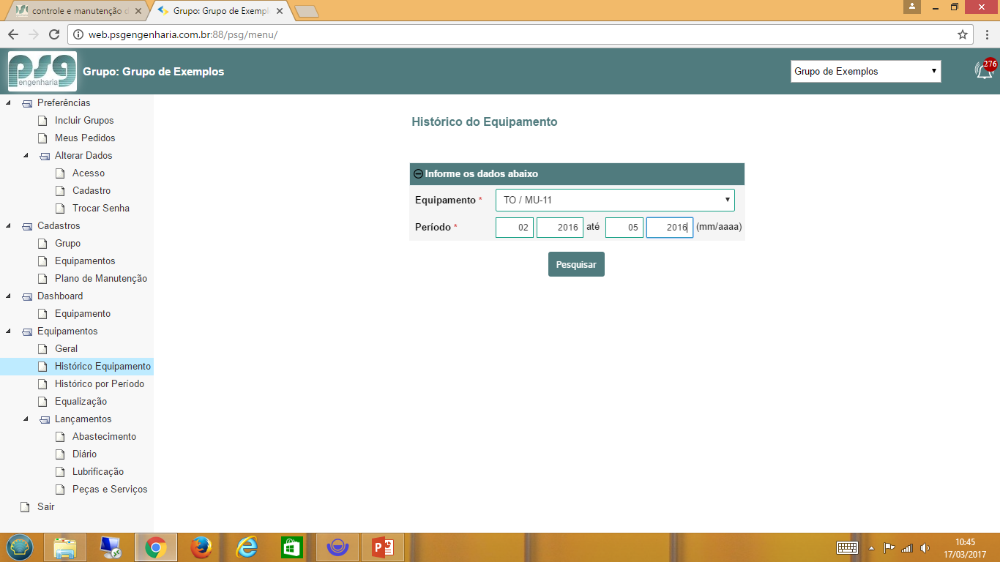 controle e manutenção d
Grupo: Grupo de Exempl
web.psgengenharia.com.br:88/psg/menu/
psg
engenharia
Grupo: Grupo de Exemplos
Grupo de Exemplos
276
Preferências
Incluir Grupos
Meus Pedidos
Alterar Dados
Acesso
Cadastro
Trocar Senha
Cadastros
Grupo
Equipamentos
Plano de Manutenção
Dashboard
Equipamento
Equipamentos
Geral
Histórico Equipamento
Histórico por Período
Equalização
Lançamentos
Abastecimento
Diário
Lubrificação
Peças e Serviços
Sair
Histórico do Equipamento
Informe os dados abaixo
Equipamento * TO / MU-11
Período * 02 2016 até 05 2016 (mm/aaaa)
Pesquisar
10:45
17/03/2017